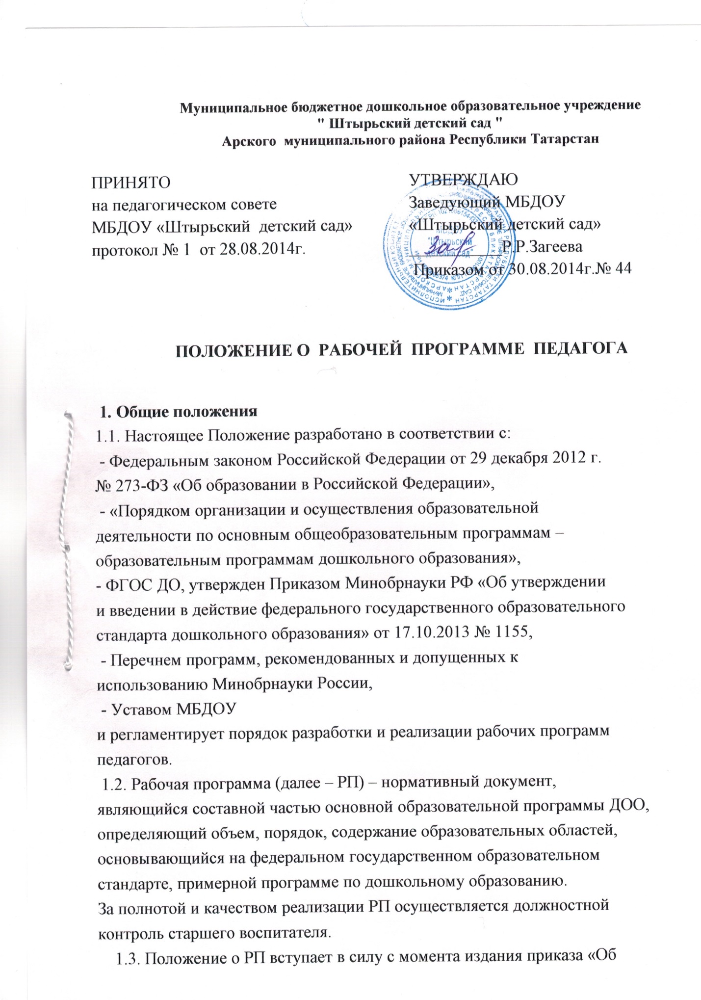 Муниципальное бюджетное дошкольное образовательное учреждение
" Штырьский детский сад "
Арского муниципального района Республики Татарстан
ПРИНЯТО
на педагогическом совете
МБДОУ «Штырьский детский сад»
протокол № 1 от 28.08.2014г.
УТВЕРЖДАЮ
Заведующий МБДОУ
«Штырьский детский сад»
___________Р.Р.Загеева
Приказом от 30.08.2014г.№ 44
МБДОУ
"Штырьский
детский сад"
ПОЛОЖЕНИЕ О РАБОЧЕЙ ПРОГРАММЕ ПЕДАГОГА
1. Общие положения
1.1. Настоящее Положение разработано в соответствии с:
- Федеральным законом Российской Федерации от 29 декабря 2012 г.
№ 273-ФЗ «Об образовании в Российской Федерации»,
- «Порядком организации и осуществления образовательной
деятельности по основным общеобразовательным программам –
образовательным программам дошкольного образования»,
- ФГОС ДО, утвержден Приказом Минобрнауки РФ «Об утверждении
и введении в действие федерального государственного образовательного
стандарта дошкольного образования» от 17.10.2013 № 1155,
- Перечнем программ, рекомендованных и допущенных к
использованию Минобрнауки России,
- Уставом МБДОУ
и регламентирует порядок разработки и реализации рабочих программ
педагогов.
1.2. Рабочая программа (далее – РП) – нормативный документ,
являющийся составной частью основной образовательной программы ДОО,
определяющий объем, порядок, содержание образовательных областей,
основывающийся на федеральном государственном образовательном
стандарте, примерной программе по дошкольному образованию.
За полнотой и качеством реализации РП осуществляется должностной
контроль старшего воспитателя.
1.3. Положение о РП вступает в силу с момента издания приказа «Об